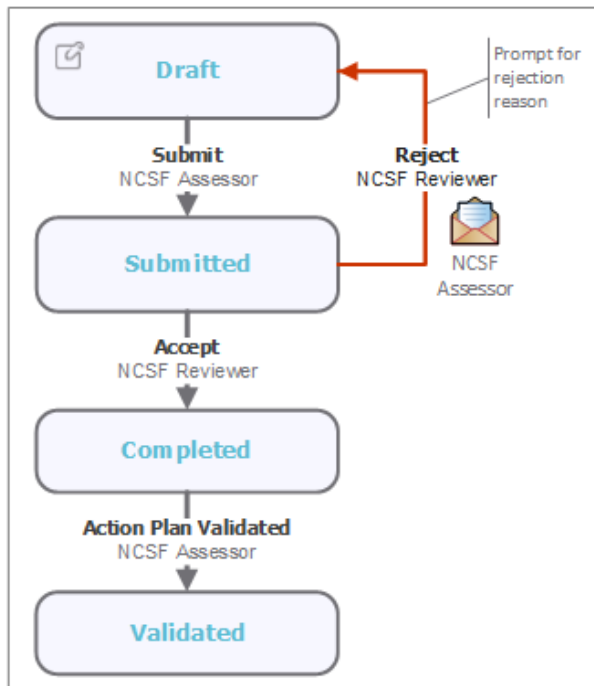 Draft
Prompt for
rejection
reason
Submit
NCSF Assessor
Reject
NCSF Reviewer
NCSF
Assessor
Submitted
Accept
NCSF Reviewer
Completed
Action Plan Validated
NCSF Assessor
Validated